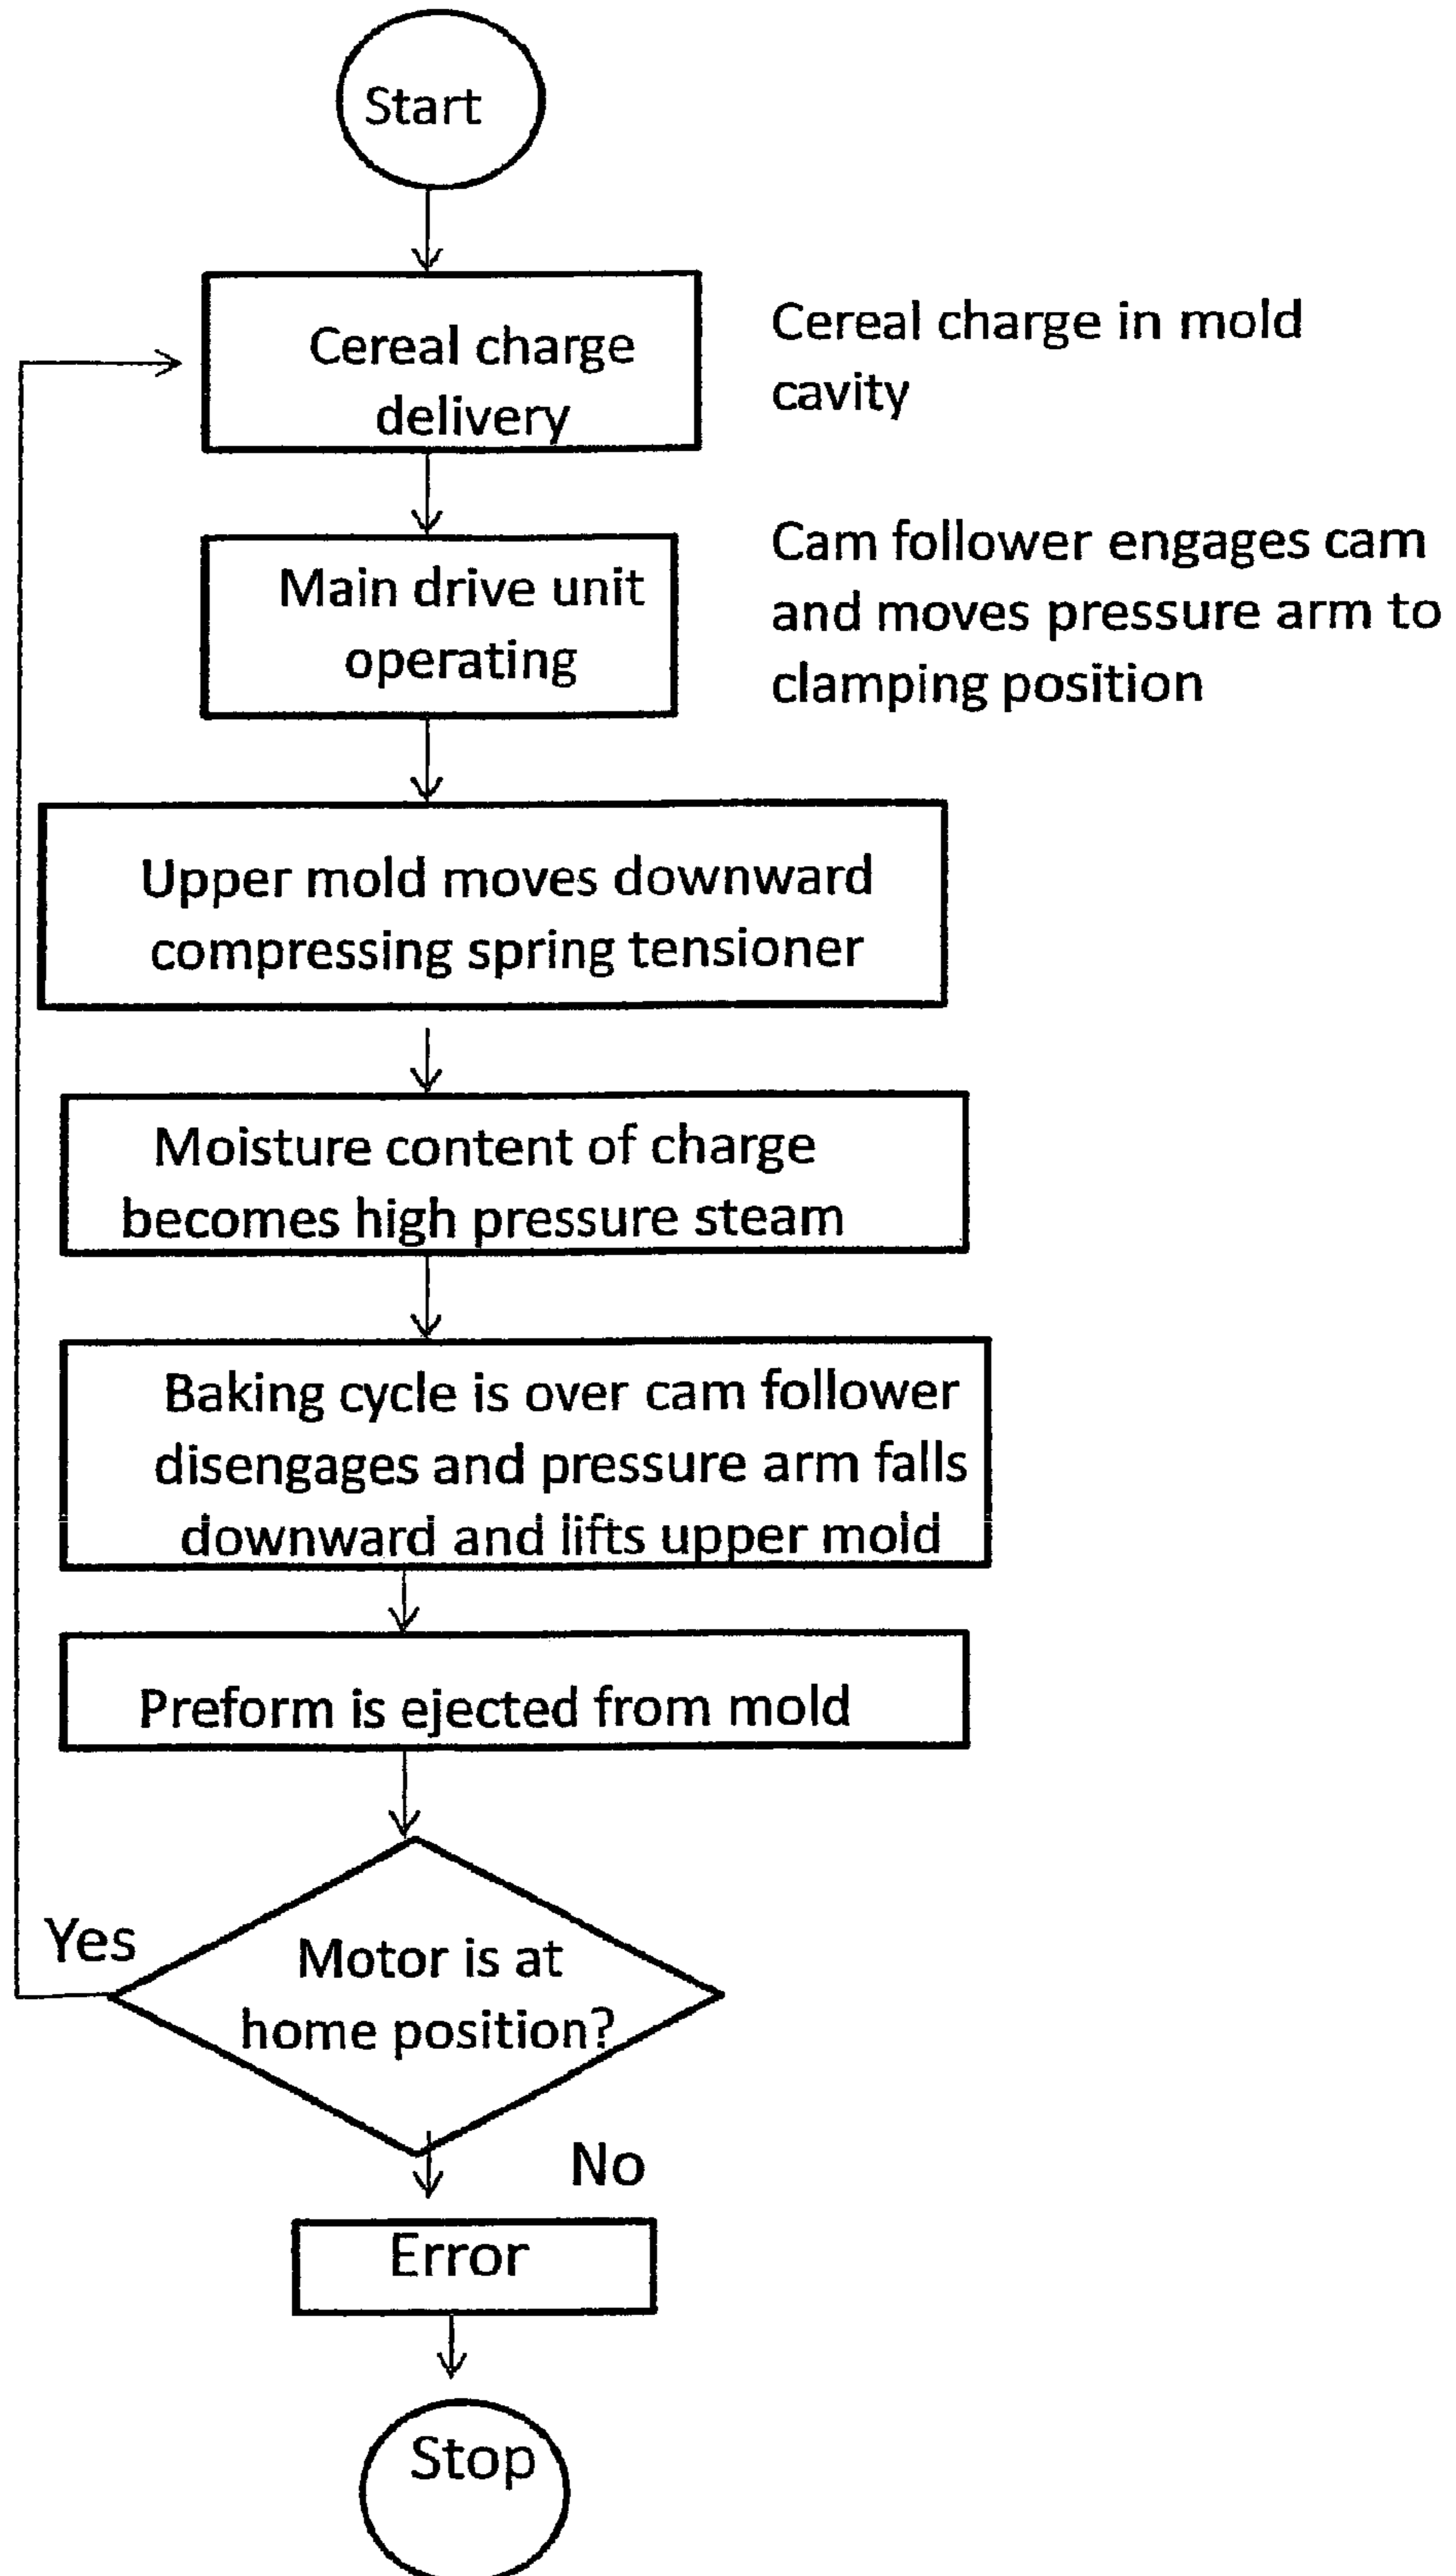 Start
Cereal charge
delivery
Cereal charge in mold
cavity
Main drive unit
operating
Cam follower engages cam
and moves pressure arm to
clamping position
Upper mold moves downward
compressing spring tensioner
Moisture content of charge
becomes high pressure steam
Baking cycle is over cam follower
disengages and pressure arm falls
downward and lifts upper mold
Preform is ejected from mold
Yes
Motor is at
home position?
No
Error
Stop